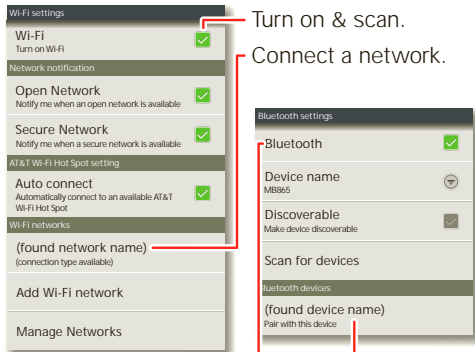 Wi-Fi settings
Wi-Fi
Turn on Wi-Fi
Network notification
Open Network
Notify me when an open network is available
Secure Network
Notify me when a secure network is available
AT&T Wi-Fi Hot Spot setting
Auto connect
Automatically connect to an available AT&T
Wi-Fi Hot Spot
Wi-Fi networks
(found network name)
(connection type available)
Add Wi-Fi network
Manage Networks
Turn on & scan.
Connect a network.
Bluetooth settings
Bluetooth
Device name
MB865
Discoverable
Make device discoverable
Scan for devices
Bluetooth devices
(found device name)
Pair with this device